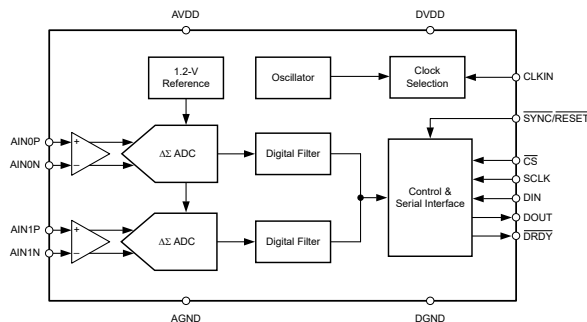 AVDD
DVDD
1.2-V
Reference
Oscillator
Clock
Selection
CLKIN
SYNC/RESET
AIN0P
AIN0N
+
−
ΔΣ ADC
Digital Filter
Control &
Serial Interface
CS
SCLK
DIN
DOUT
DRDY
AIN1P
AIN1N
+
−
ΔΣ ADC
Digital Filter
AGND
DGND